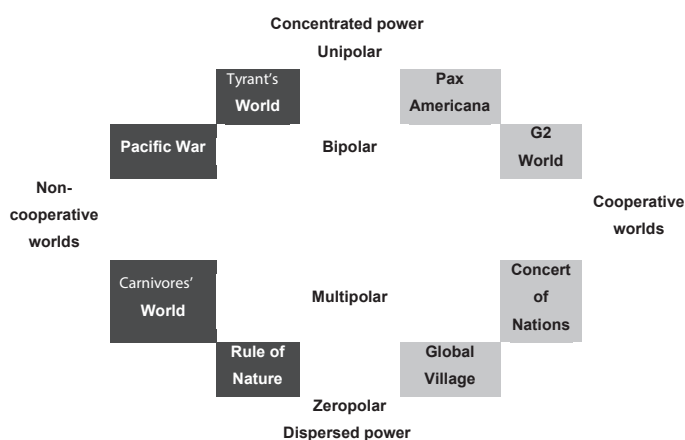 Concentrated power
Unipolar
Tyrant's
World
Pax
Americana
Pacific War
Bipolar
G2
World
Non-
cooperative
worlds
Cooperative
worlds
Carnivores'
World
Multipolar
Concert
of
Nations
Rule of
Nature
Global
Village
Zeropolar
Dispersed power